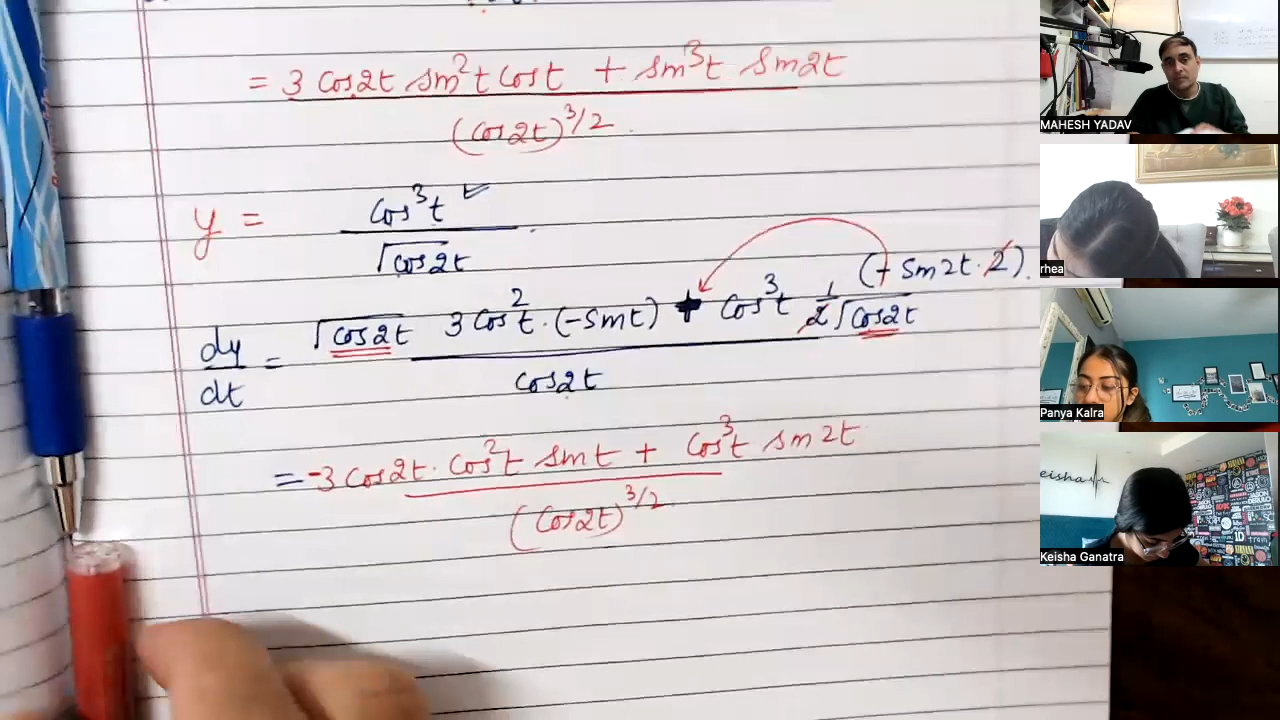 = 3 cos2t sin²t cost + sin³t sin2t
(cos2t)^3/2
y = cos³t
√cos2t
dy/dt = √cos2t 3cos²t·(-sint) + cos³t 1/2√cos2t (+ sin2t·2)
cos2t
= -3 cos2t·cos²t sint + cos³t sin2t
(cos2t)^3/2
MAHESH YADAV
rhea
Panya Kalra
eisha
Keisha Ganatra
1D